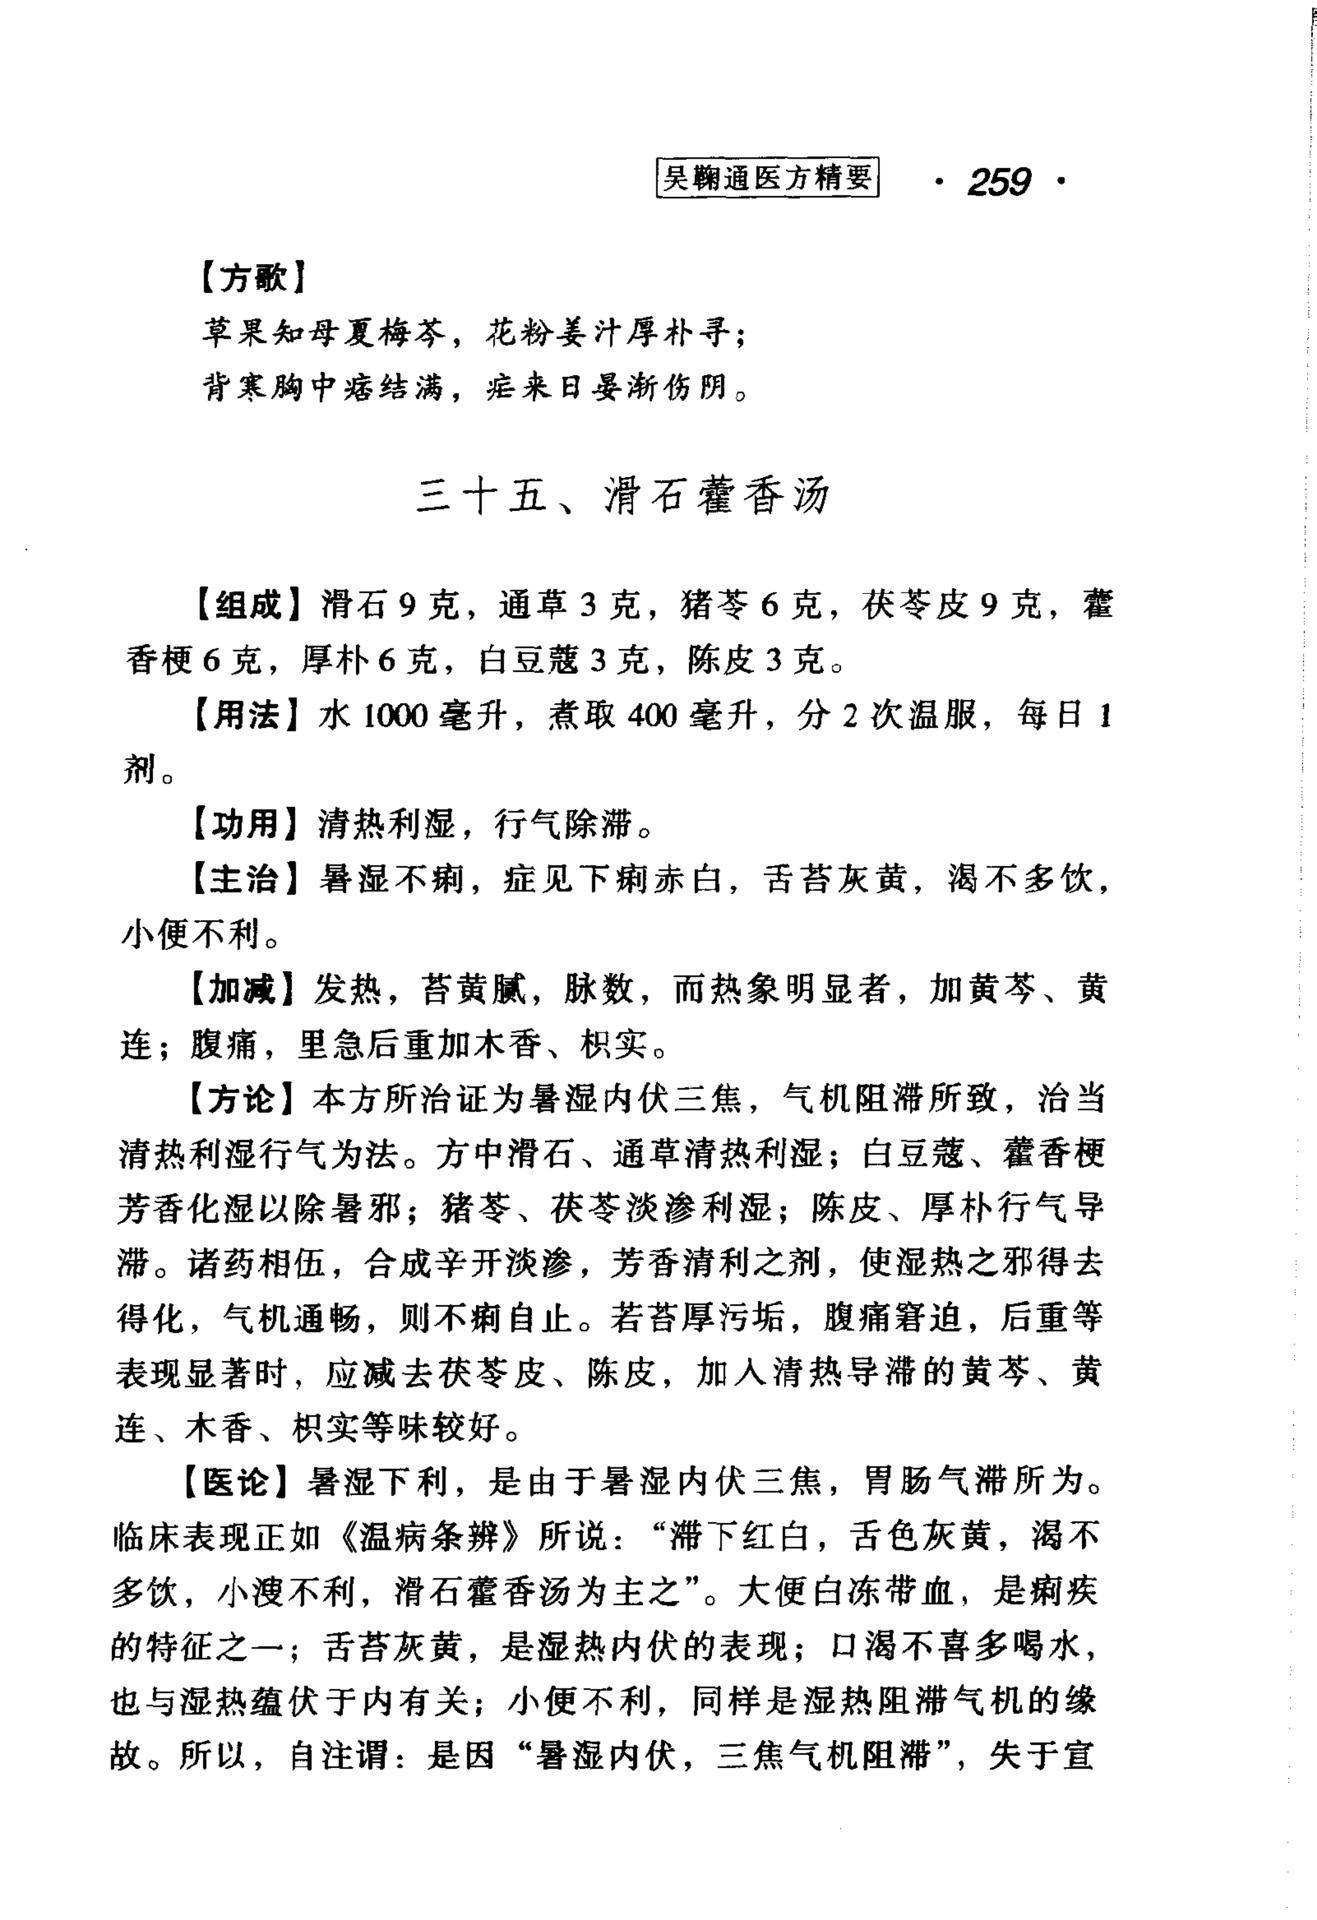 吴鞠通医方精要 · 259 ·
【方歌】
草果知母夏梅芩，花粉姜汁厚朴寻；
背寒胸中痞结满，疟来日晏渐伤阴。
三十五、滑石藿香汤
【组成】滑石9克，通草3克，猪苓6克，茯苓皮9克，藿
香梗6克，厚朴6克，白豆蔻3克，陈皮3克。
【用法】水1000毫升，煮取400毫升，分2次温服，每日1
剂。
【功用】清热利湿，行气除滞。
【主治】暑湿不痢，症见下痢赤白，舌苔灰黄，渴不多饮，
小便不利。
【加减】发热，苔黄腻，脉数，而热象明显者，加黄芩、黄
连；腹痛，里急后重加木香、枳实。
【方论】本方所治证为暑湿内伏三焦，气机阻滞所致，治当
清热利湿行气为法。方中滑石、通草清热利湿；白豆蔻、藿香梗
芳香化湿以除暑邪；猪苓、茯苓淡渗利湿；陈皮、厚朴行气导
滞。诸药相伍，合成辛开淡渗，芳香清利之剂，使湿热之邪得去
得化，气机通畅，则不痢自止。若苔厚污垢，腹痛窘迫，后重等
表现显著时，应减去茯苓皮、陈皮，加入清热导滞的黄芩、黄
连、木香、枳实等味较好。
【医论】暑湿下利，是由于暑湿内伏三焦，胃肠气滞所为。
临床表现正如《温病条辨》所说：“滞下红白，舌色灰黄，渴不
多饮，小溲不利，滑石藿香汤为主之”。大便白冻带血，是痢疾
的特征之一；舌苔灰黄，是湿热内伏的表现；口渴不喜多喝水，
也与湿热蕴伏于内有关；小便不利，同样是湿热阻滞气机的缘
故。所以，自注谓：是因“暑湿内伏，三焦气机阻滞”，失于宣